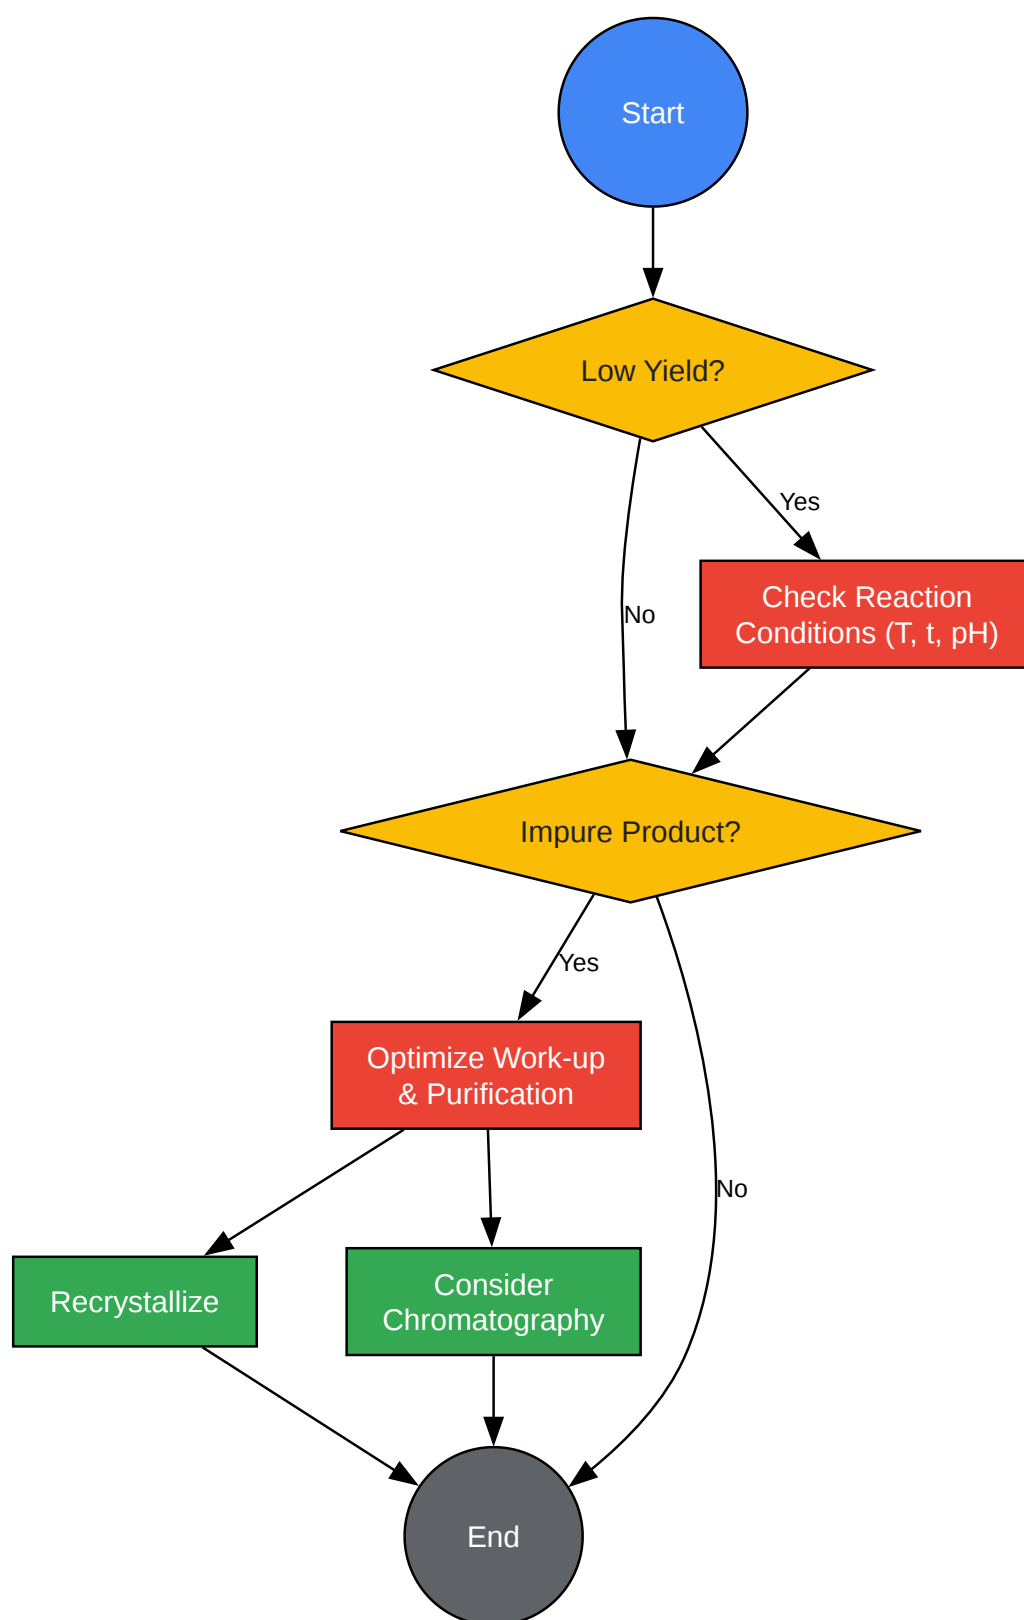 Start
Low Yield?
Yes
Check Reaction
Conditions (T, t, pH)
No
Impure Product?
Yes
Optimize Work-up
& Purification
No
Recrystallize
Consider
Chromatography
End